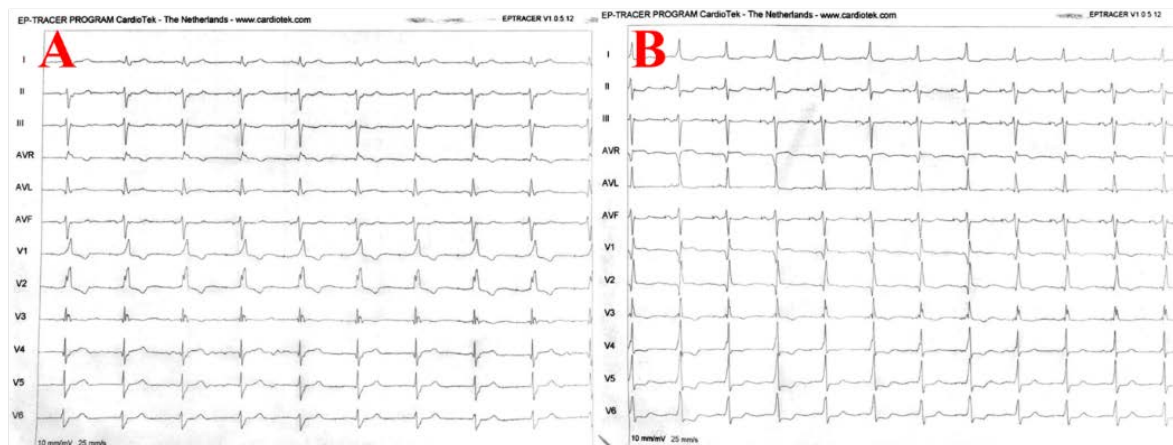 EP-TRACER PROGRAM CardioTek - The Netherlands - www.cardiotek.com
EPTRACER V1 0.5.12
A
I
II
III
AVR
AVL
AVF
V1
V2
V3
V4
V5
V6
10 mm/mV 25 mm/s
EP-TRACER PROGRAM CardioTek - The Netherlands - www.cardiotek.com
EPTRACER V1 0.5.12
B
I
II
III
AVR
AVL
AVF
V1
V2
V3
V4
V5
V6
10 mm/mV 25 mm/s